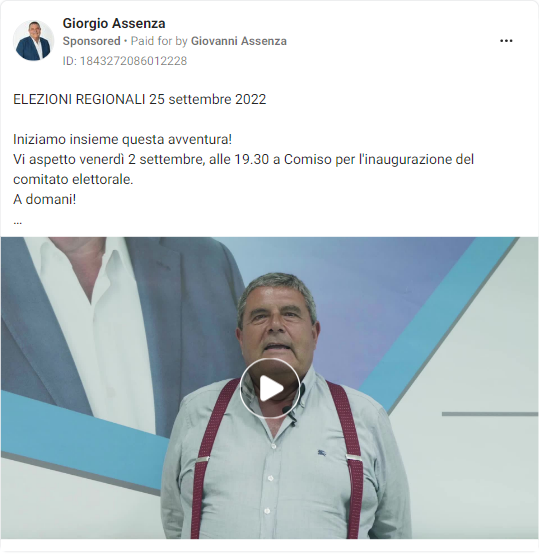 Giorgio Assenza
Sponsored • Paid for by Giovanni Assenza
ID: 1843272086012228
ELEZIONI REGIONALI 25 settembre 2022
Iniziamo insieme questa avventura!
Vi aspetto venerdì 2 settembre, alle 19.30 a Comiso per l'inaugurazione del
comitato elettorale.
A domani!
...